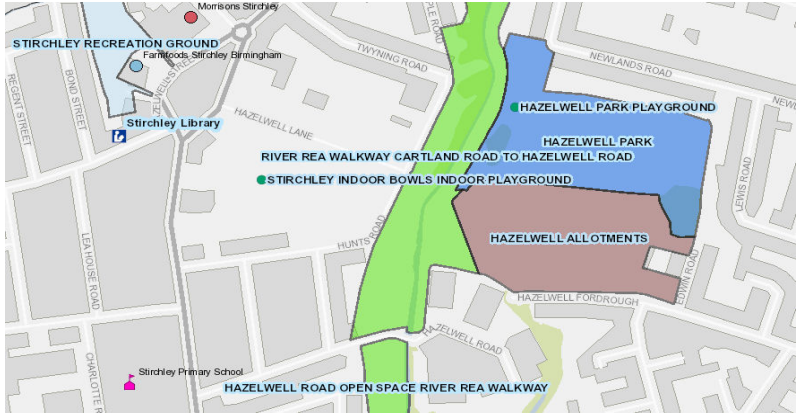 Morrisons Stirchley
STIRCHLEY RECREATION GROUND
Farmfoods Stirchley Birmingham
TWYNING ROAD
NEWLANDS ROAD
REGENT STREET
BOND STREET
HAZELWELL LANE
HAZELWELL PARK PLAYGROUND
Stirchley Library
HAZELWELL PARK
RIVER REA WALKWAY CARTLAND ROAD TO HAZELWELL ROAD
STIRCHLEY INDOOR BOWLS INDOOR PLAYGROUND
LEWIS ROAD
HUNTS ROAD
HAZELWELL ALLOTMENTS
LEA HOUSE ROAD
EDWIN ROAD
HAZELWELL FORDROUGH
HAZELWELL ROAD
CHARLOTTE R
Stirchley Primary School
HAZELWELL ROAD OPEN SPACE RIVER REA WALKWAY